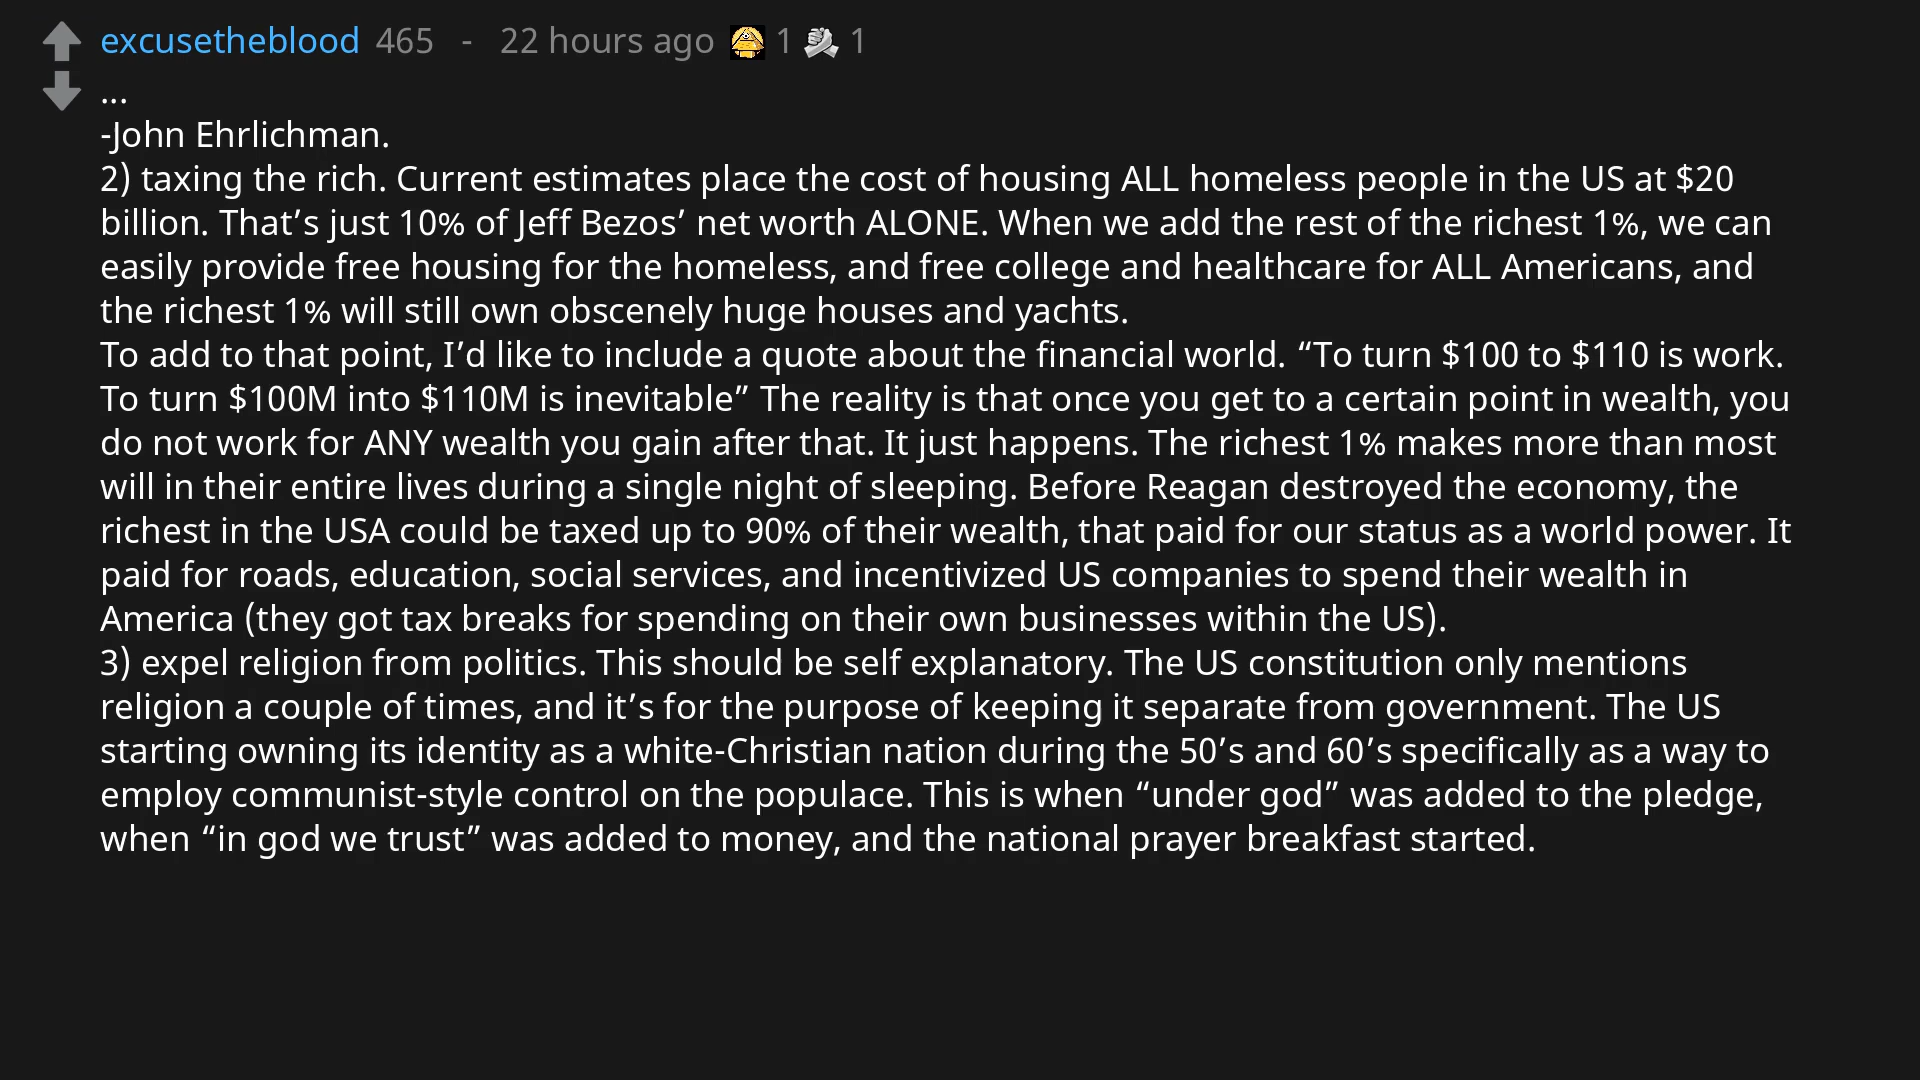 excusetheblood 465 - 22 hours ago 1 1
...
-John Ehrlichman.
2) taxing the rich. Current estimates place the cost of housing ALL homeless people in the US at $20
billion. That’s just 10% of Jeff Bezos’ net worth ALONE. When we add the rest of the richest 1%, we can
easily provide free housing for the homeless, and free college and healthcare for ALL Americans, and
the richest 1% will still own obscenely huge houses and yachts.
To add to that point, I’d like to include a quote about the financial world. “To turn $100 to $110 is work.
To turn $100M into $110M is inevitable” The reality is that once you get to a certain point in wealth, you
do not work for ANY wealth you gain after that. It just happens. The richest 1% makes more than most
will in their entire lives during a single night of sleeping. Before Reagan destroyed the economy, the
richest in the USA could be taxed up to 90% of their wealth, that paid for our status as a world power. It
paid for roads, education, social services, and incentivized US companies to spend their wealth in
America (they got tax breaks for spending on their own businesses within the US).
3) expel religion from politics. This should be self explanatory. The US constitution only mentions
religion a couple of times, and it’s for the purpose of keeping it separate from government. The US
starting owning its identity as a white-Christian nation during the 50’s and 60’s specifically as a way to
employ communist-style control on the populace. This is when “under god” was added to the pledge,
when “in god we trust” was added to money, and the national prayer breakfast started.